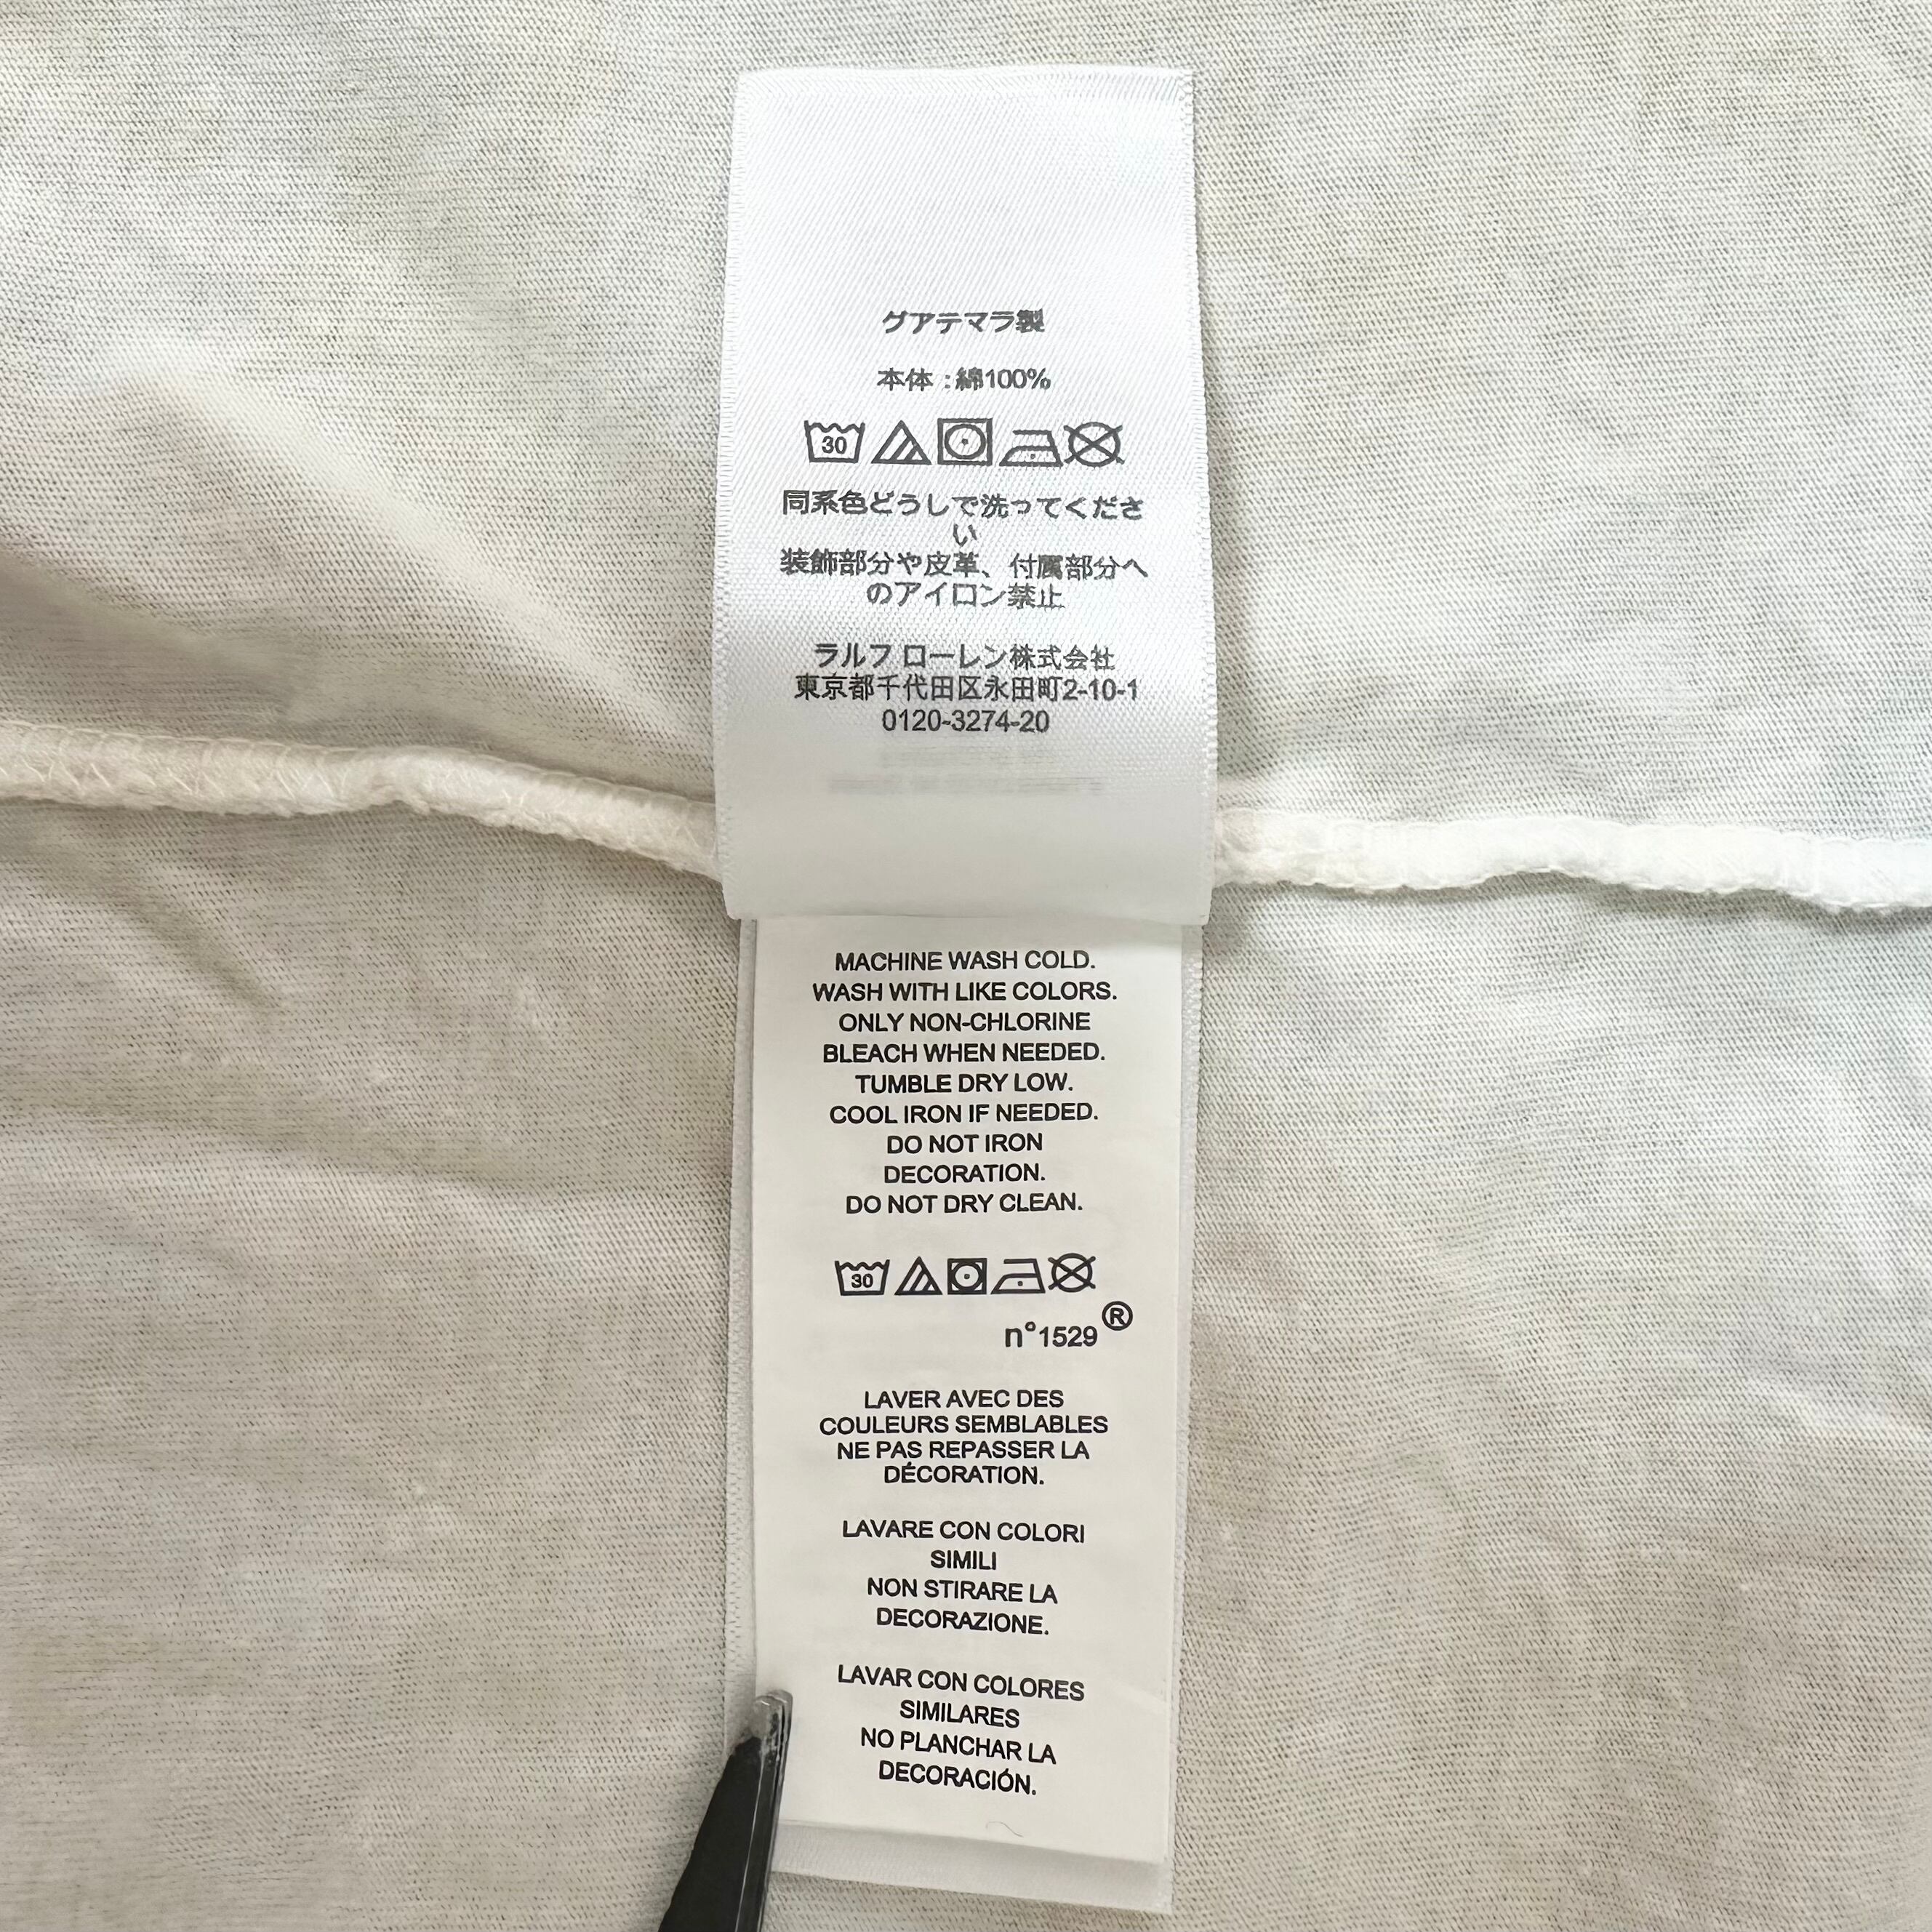 グアテマラ製
本体 : 綿100%
30
同系色どうしで洗ってくださ
い
装飾部分や皮革、付属部分へ
のアイロン禁止
ラルフ ローレン株式会社
東京都千代田区永田町2-10-1
0120-3274-20
MACHINE WASH COLD.
WASH WITH LIKE COLORS.
ONLY NON-CHLORINE
BLEACH WHEN NEEDED.
TUMBLE DRY LOW.
COOL IRON IF NEEDED.
DO NOT IRON
DECORATION.
DO NOT DRY CLEAN.
30
n°1529®
LAVER AVEC DES
COULEURS SEMBLABLES
NE PAS REPASSER LA
DÉCORATION.
LAVARE CON COLORI
SIMILI
NON STIRARE LA
DECORAZIONE.
LAVAR CON COLORES
SIMILARES
NO PLANCHAR LA
DECORACIÓN.